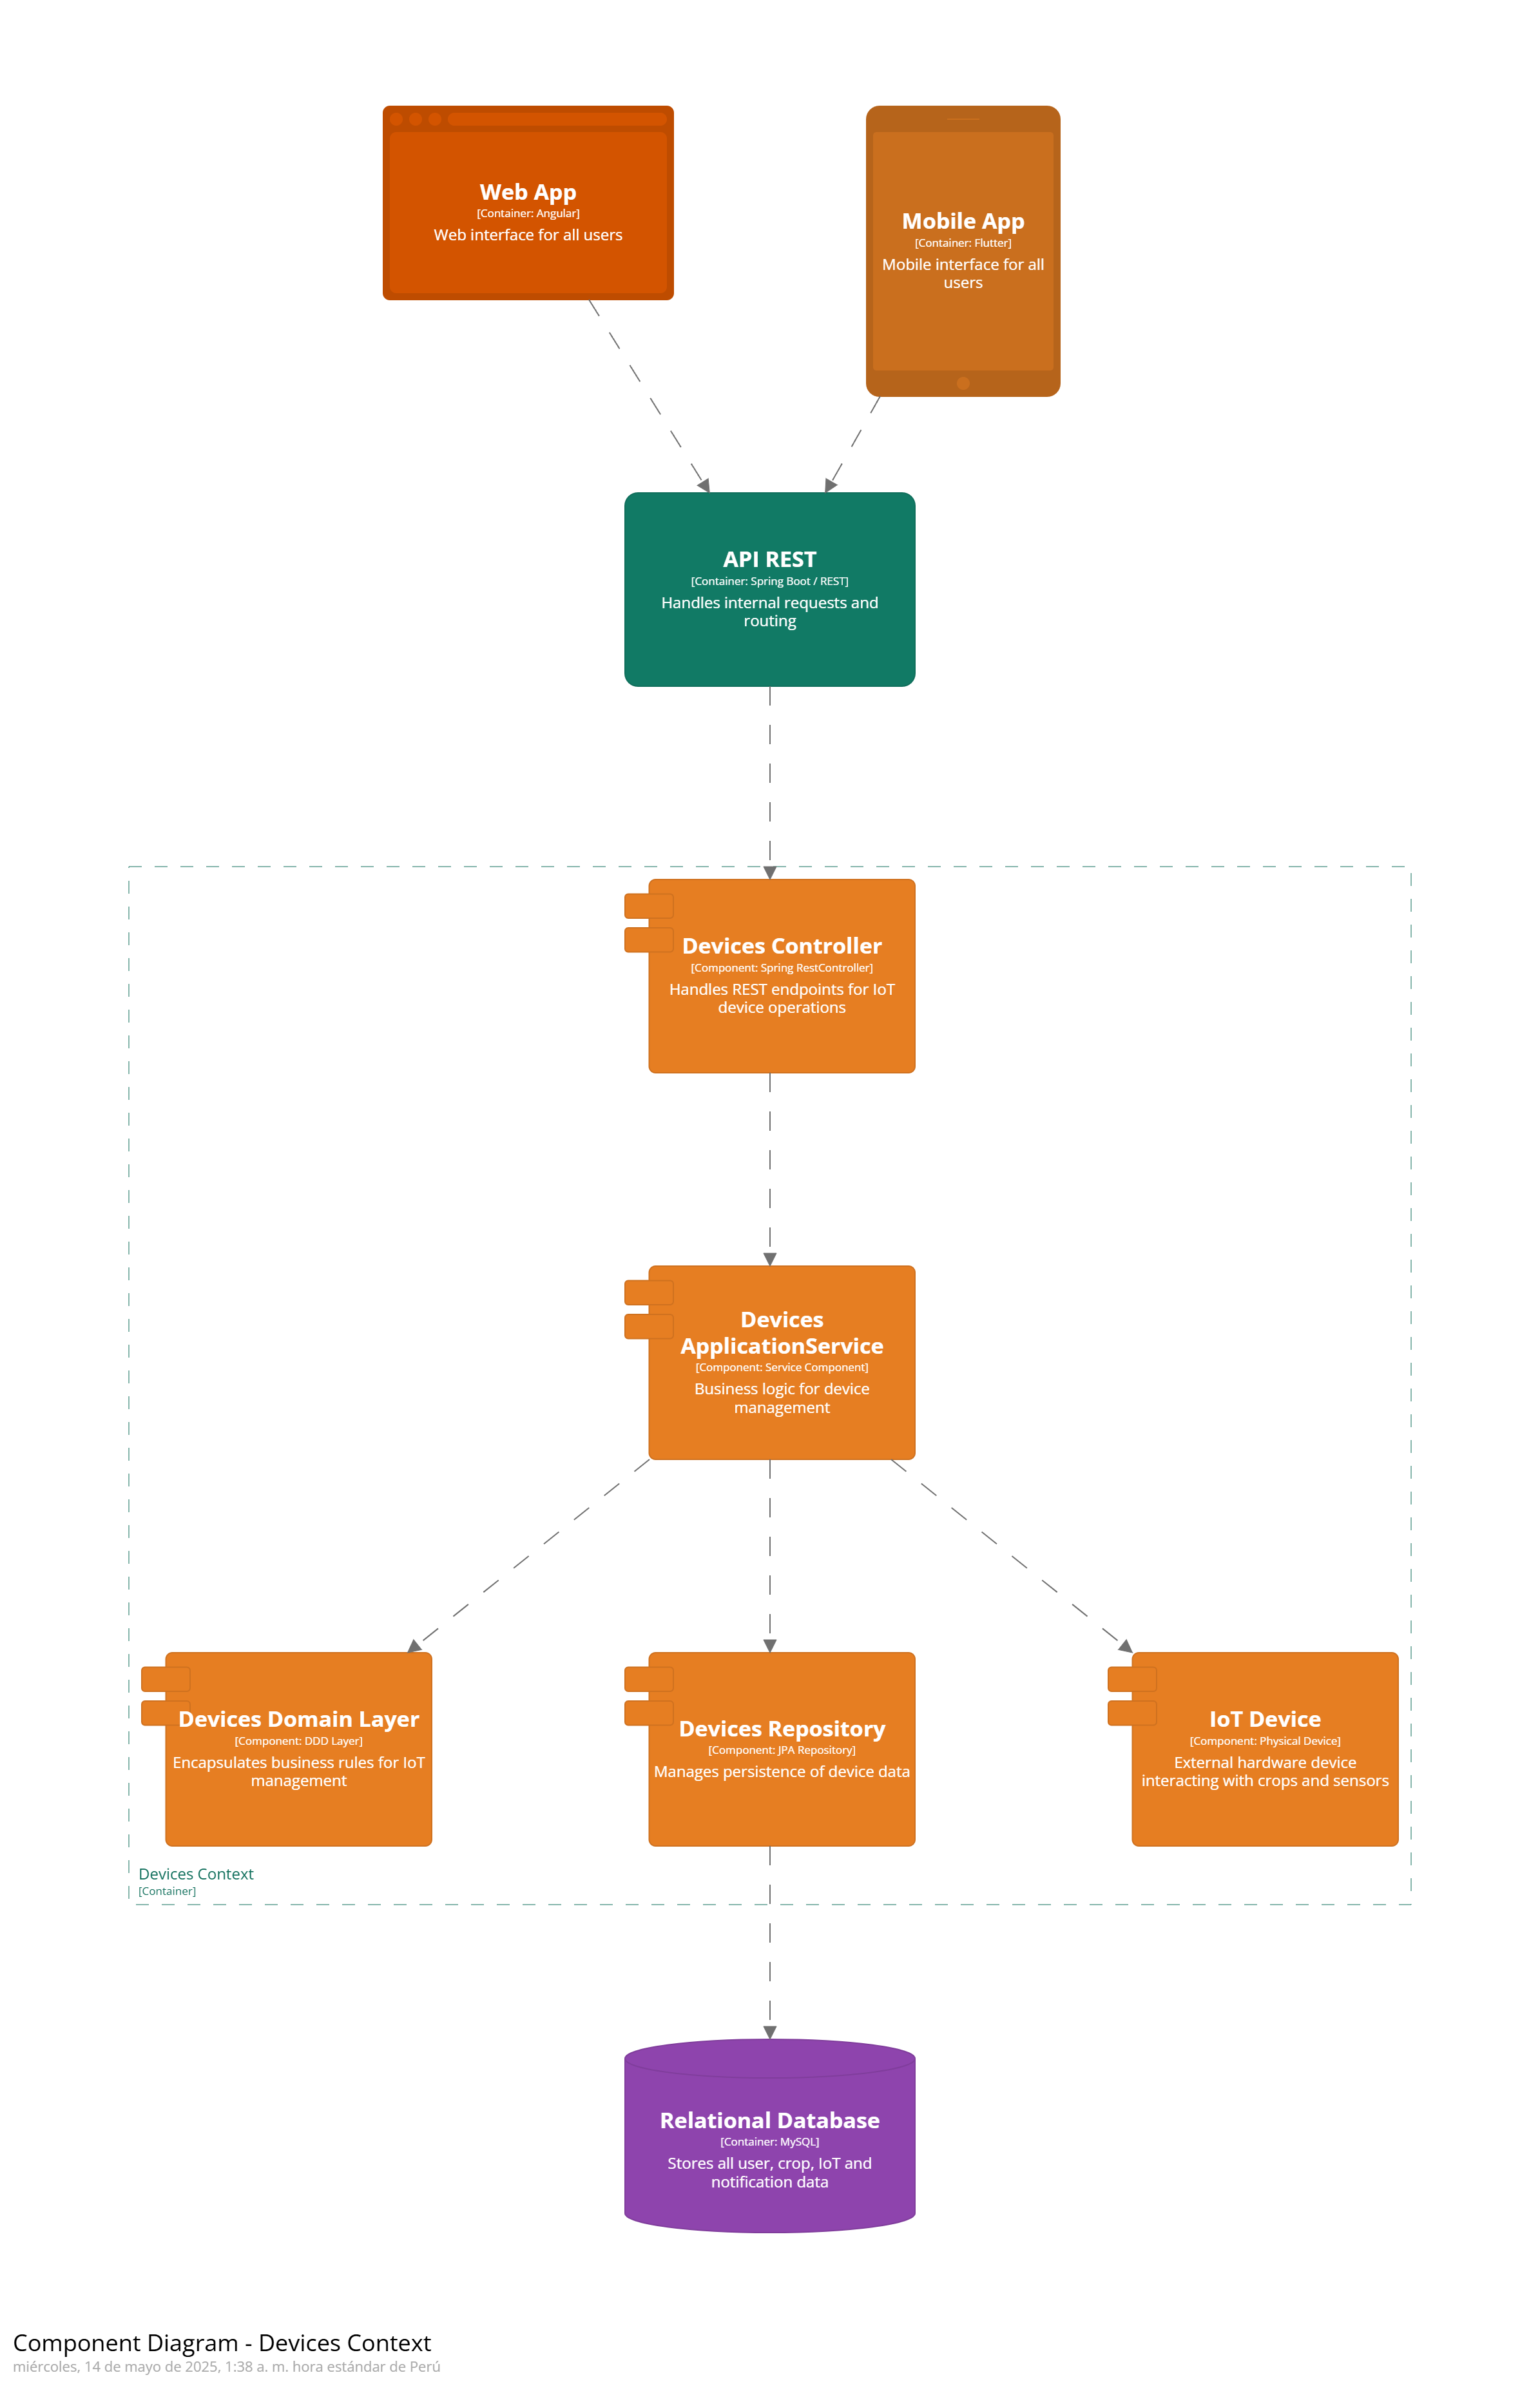 Web App
[Container: Angular]
Web interface for all users
Mobile App
[Container: Flutter]
Mobile interface for all
users
API REST
[Container: Spring Boot / REST]
Handles internal requests and
routing
Devices Controller
[Component: Spring RestController]
Handles REST endpoints for IoT
device operations
Devices
ApplicationService
[Component: Service Component]
Business logic for device
management
Devices Domain Layer
[Component: DDD Layer]
Encapsulates business rules for IoT
management
Devices Repository
[Component: JPA Repository]
Manages persistence of device data
IoT Device
[Component: Physical Device]
External hardware device
interacting with crops and sensors
Devices Context
[Container]
Relational Database
[Container: MySQL]
Stores all user, crop, IoT and
notification data
Component Diagram - Devices Context
miércoles, 14 de mayo de 2025, 1:38 a. m. hora estándar de Perú